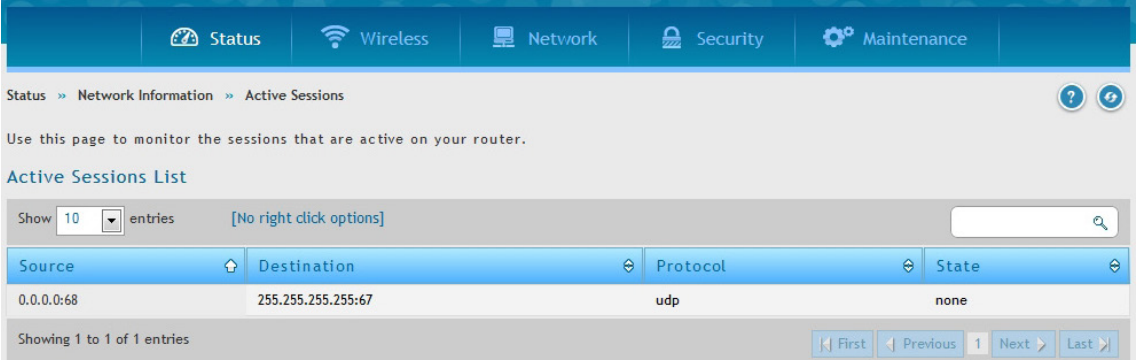 Status Wireless Network Security Maintenance
Status » Network Information » Active Sessions
Use this page to monitor the sessions that are active on your router.
Active Sessions List
Show 10 entries [No right click options]
Source Destination Protocol State
0.0.0.0:68 255.255.255.255:67 udp none
Showing 1 to 1 of 1 entries First Previous 1 Next Last